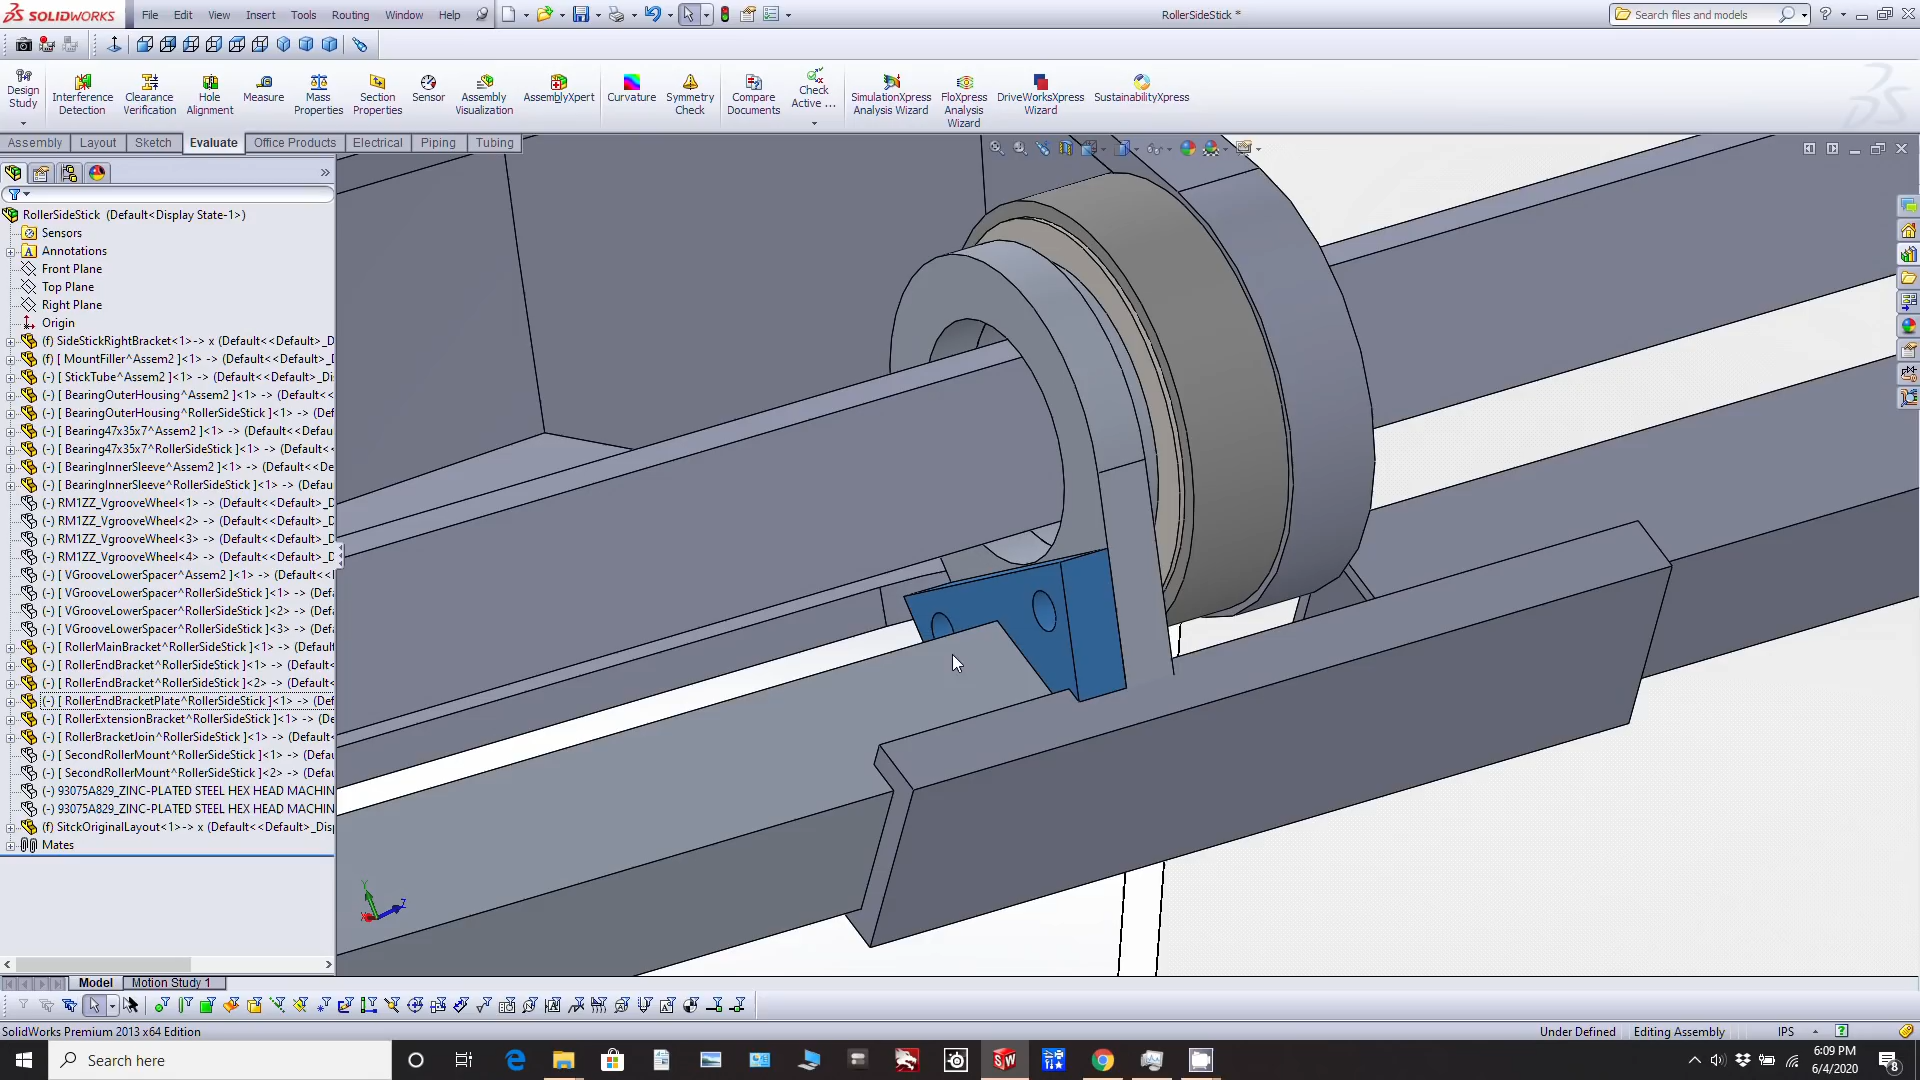 SOLIDWORKS File Edit View Insert Tools Routing Window Help
RollerSideStick *
Search files and models
Design Study
Interference Detection
Clearance Verification
Hole Alignment
Measure
Mass Properties
Section Properties
Sensor
Assembly Visualization
AssemblyXpert
Curvature
Symmetry Check
Compare Documents
Check Active ...
SimulationXpress Analysis Wizard
FloXpress Analysis Wizard
DriveWorksXpress Wizard
SustainabilityXpress
Assembly Layout Sketch Evaluate Office Products Electrical Piping Tubing
RollerSideStick (Default<Display State-1>)
Sensors
Annotations
Front Plane
Top Plane
Right Plane
Origin
(f) SideStickRightBracket<1>-> x (Default<<Default>_D
(f) [ MountFiller^Assem2 ]<1> -> (Default<<Default>_D
(-) [ StickTube^Assem2 ]<1> -> (Default<<Default>_Dis
(-) [ BearingOuterHousing^Assem2 ]<1> -> (Default<<
(-) [ BearingOuterHousing^RollerSideStick ]<1> -> (Def
(-) [ Bearing47x35x7^Assem2 ]<1> -> (Default<<Defau
(-) [ Bearing47x35x7^RollerSideStick ]<1> -> (Default<
(-) [ BearingInnerSleeve^Assem2 ]<1> -> (Default<<De
(-) [ BearingInnerSleeve^RollerSideStick ]<1> -> (Defau
(-) RM1ZZ_VgrooveWheel<1> -> (Default<<Default>_D
(-) RM1ZZ_VgrooveWheel<2> -> (Default<<Default>_D
(-) RM1ZZ_VgrooveWheel<3> -> (Default<<Default>_D
(-) RM1ZZ_VgrooveWheel<4> -> (Default<<Default>_D
(-) [ VGrooveLowerSpacer^Assem2 ]<1> -> (Default<<
(-) [ VGrooveLowerSpacer^RollerSideStick ]<1> -> (Defa
(-) [ VGrooveLowerSpacer^RollerSideStick ]<2> -> (Defa
(-) [ VGrooveLowerSpacer^RollerSideStick ]<3> -> (Defa
(-) [ RollerMainBracket^RollerSideStick ]<1> -> (Default
(-) [ RollerEndBracket^RollerSideStick ]<1> -> (Default<
(-) [ RollerEndBracket^RollerSideStick ]<2> -> (Default<
(-) [ RollerEndBracketPlate^RollerSideStick ]<1> -> (Def
(-) [ RollerExtensionBracket^RollerSideStick ]<1> -> (De
(-) [ RollerBracketJoin^RollerSideStick ]<1> -> (Default<
(-) [ SecondRollerMount^RollerSideStick ]<1> -> (Defau
(-) [ SecondRollerMount^RollerSideStick ]<2> -> (Defau
(-) 93075A829_ZINC-PLATED STEEL HEX HEAD MACHIN
(-) 93075A829_ZINC-PLATED STEEL HEX HEAD MACHIN
(f) SitckOriginalLayout<1>-> x (Default<<Default>_Disp
Mates
Y
X
Z
Model Motion Study 1
SolidWorks Premium 2013 x64 Edition
Under Defined Editing Assembly IPS
Search here
6:09 PM
6/4/2020
8